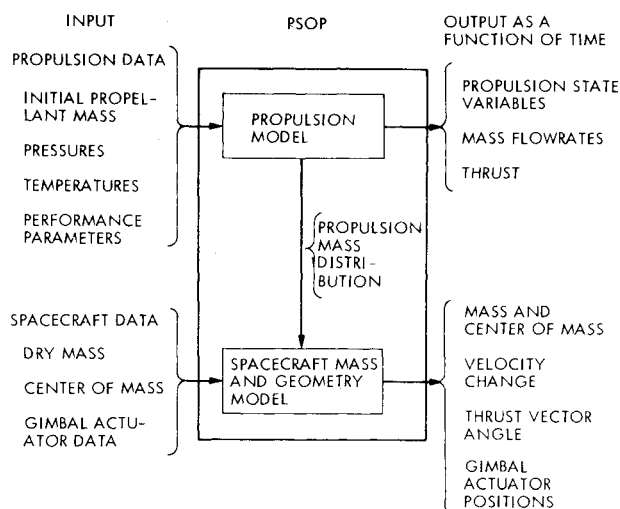 INPUT
PSOP
OUTPUT AS A
FUNCTION OF TIME
PROPULSION DATA
INITIAL PROPEL-
LANT MASS
PRESSURES
TEMPERATURES
PERFORMANCE
PARAMETERS
PROPULSION
MODEL
PROPULSION STATE
VARIABLES
MASS FLOWRATES
THRUST
PROPULSION
MASS
DISTRI-
BUTION
SPACECRAFT DATA
DRY MASS
CENTER OF MASS
GIMBAL ACTU-
ATOR DATA
SPACECRAFT MASS
AND GEOMETRY
MODEL
MASS AND
CENTER OF MASS
VELOCITY
CHANGE
THRUST VECTOR
ANGLE
GIMBAL
ACTUATOR
POSITIONS